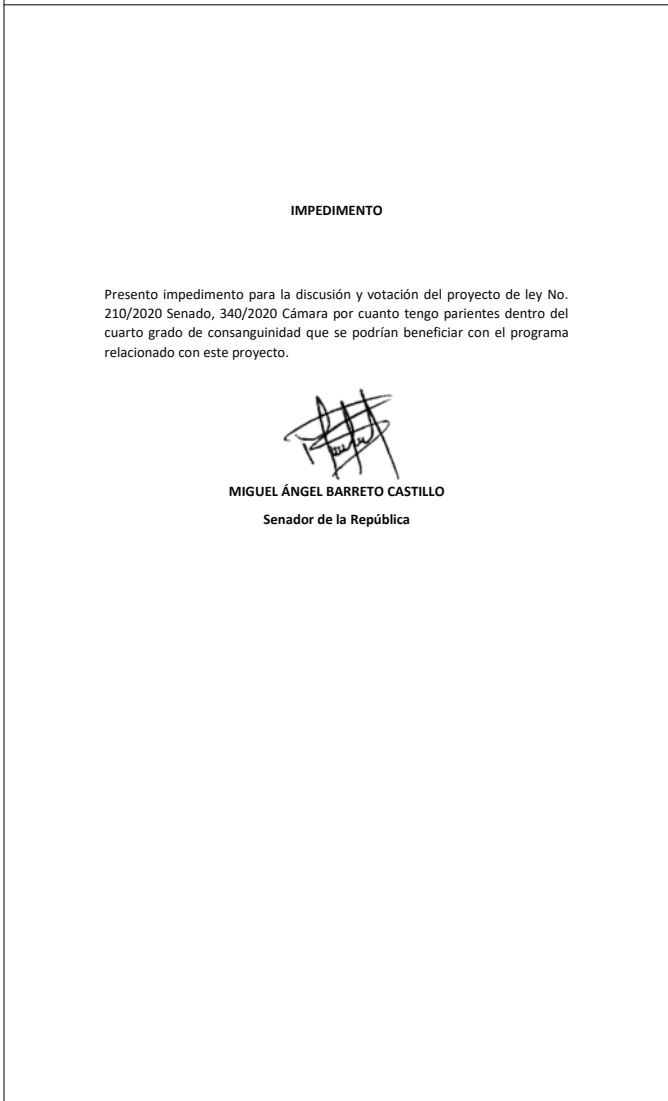 IMPEDIMENTO
Presento impedimento para la discusión y votación del proyecto de ley No.
210/2020 Senado, 340/2020 Cámara por cuanto tengo parientes dentro del
cuarto grado de consanguinidad que se podrían beneficiar con el programa
relacionado con este proyecto.
MIGUEL ÁNGEL BARRETO CASTILLO
Senador de la República